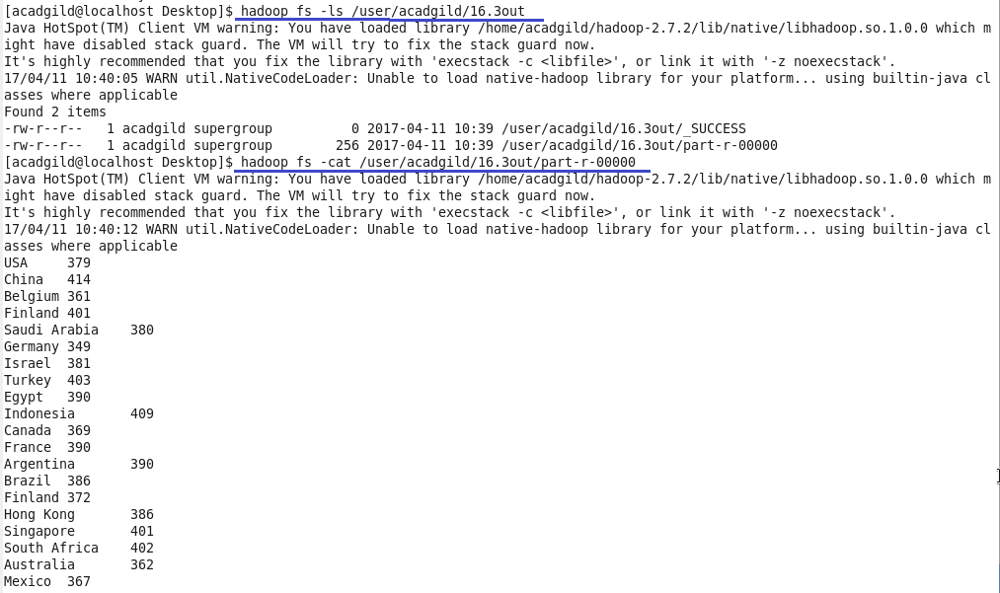 [acadgild@localhost Desktop]$ hadoop fs -ls /user/acadgild/16.3out
Java HotSpot(TM) Client VM warning: You have loaded library /home/acadgild/hadoop-2.7.2/lib/native/libhadoop.so.1.0.0 which m
ight have disabled stack guard. The VM will try to fix the stack guard now.
It's highly recommended that you fix the library with 'execstack -c <libfile>', or link it with '-z noexecstack'.
17/04/11 10:40:05 WARN util.NativeCodeLoader: Unable to load native-hadoop library for your platform... using builtin-java cl
asses where applicable
Found 2 items
-rw-r--r--   1 acadgild supergroup          0 2017-04-11 10:39 /user/acadgild/16.3out/_SUCCESS
-rw-r--r--   1 acadgild supergroup        256 2017-04-11 10:39 /user/acadgild/16.3out/part-r-00000
[acadgild@localhost Desktop]$ hadoop fs -cat /user/acadgild/16.3out/part-r-00000
Java HotSpot(TM) Client VM warning: You have loaded library /home/acadgild/hadoop-2.7.2/lib/native/libhadoop.so.1.0.0 which m
ight have disabled stack guard. The VM will try to fix the stack guard now.
It's highly recommended that you fix the library with 'execstack -c <libfile>', or link it with '-z noexecstack'.
17/04/11 10:40:12 WARN util.NativeCodeLoader: Unable to load native-hadoop library for your platform... using builtin-java cl
asses where applicable
USA     379
China   414
Belgium 361
Finland 401
Saudi Arabia    380
Germany 349
Israel  381
Turkey  403
Egypt   390
Indonesia       409
Canada  369
France  390
Argentina       390
Brazil  386
Finland 372
Hong Kong       386
Singapore       401
South Africa    402
Australia       362
Mexico  367